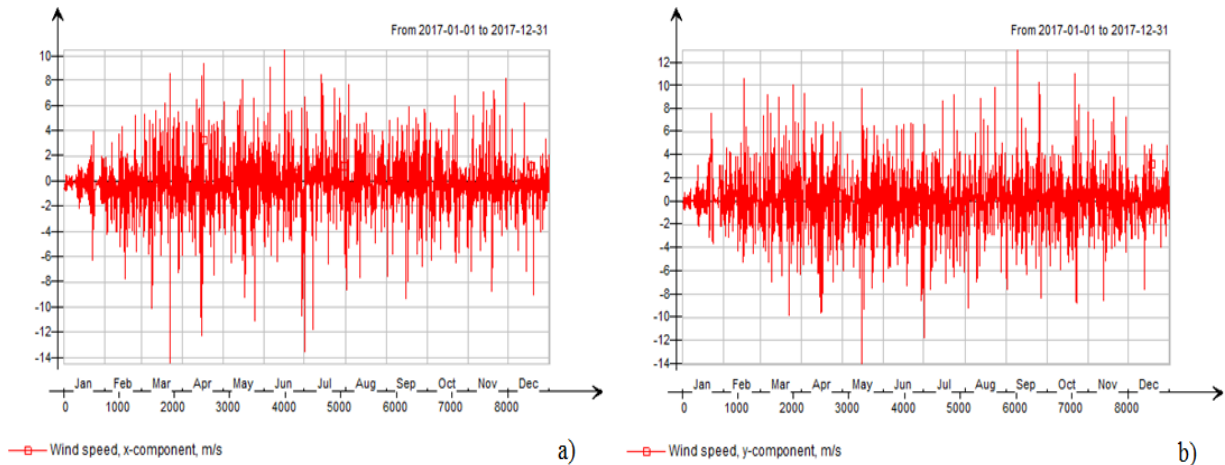 From 2017-01-01 to 2017-12-31
10
8
6
4
2
0
-2
-4
-6
-8
-10
-12
-14
Jan Feb Mar Apr May Jun Jul Aug Sep Oct Nov Dec
0 1000 2000 3000 4000 5000 6000 7000 8000
Wind speed, x-component, m/s
a)
From 2017-01-01 to 2017-12-31
12
10
8
6
4
2
0
-2
-4
-6
-8
-10
-12
-14
Jan Feb Mar Apr May Jun Jul Aug Sep Oct Nov Dec
0 1000 2000 3000 4000 5000 6000 7000 8000
Wind speed, y-component, m/s
b)